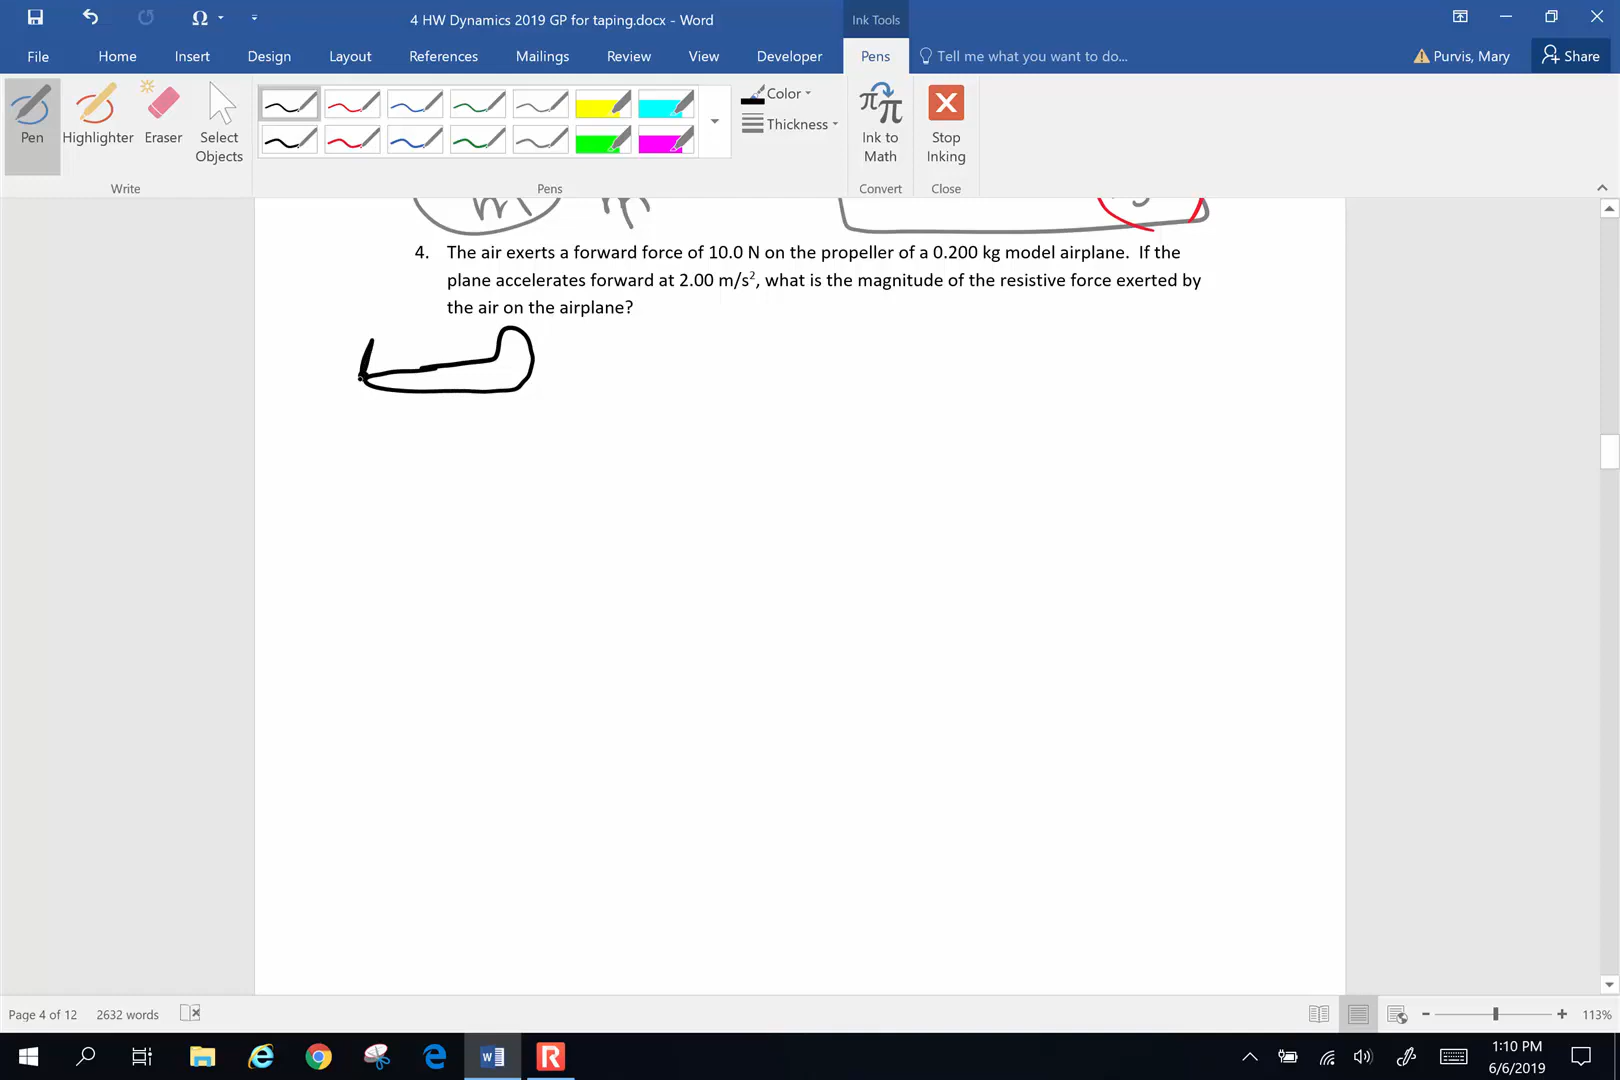 4 HW Dynamics 2019 GP for taping.docx - Word
Ink Tools
File Home Insert Design Layout References Mailings Review View Developer Pens Tell me what you want to do... Purvis, Mary Share
Pen
Highlighter
Eraser
Select Objects
Write
Pens
Color
Thickness
Ink to Math
Convert
Stop Inking
Close
4. The air exerts a forward force of 10.0 N on the propeller of a 0.200 kg model airplane. If the
plane accelerates forward at 2.00 m/s², what is the magnitude of the resistive force exerted by
the air on the airplane?
Page 4 of 12 2632 words 113%
1:10 PM
6/6/2019